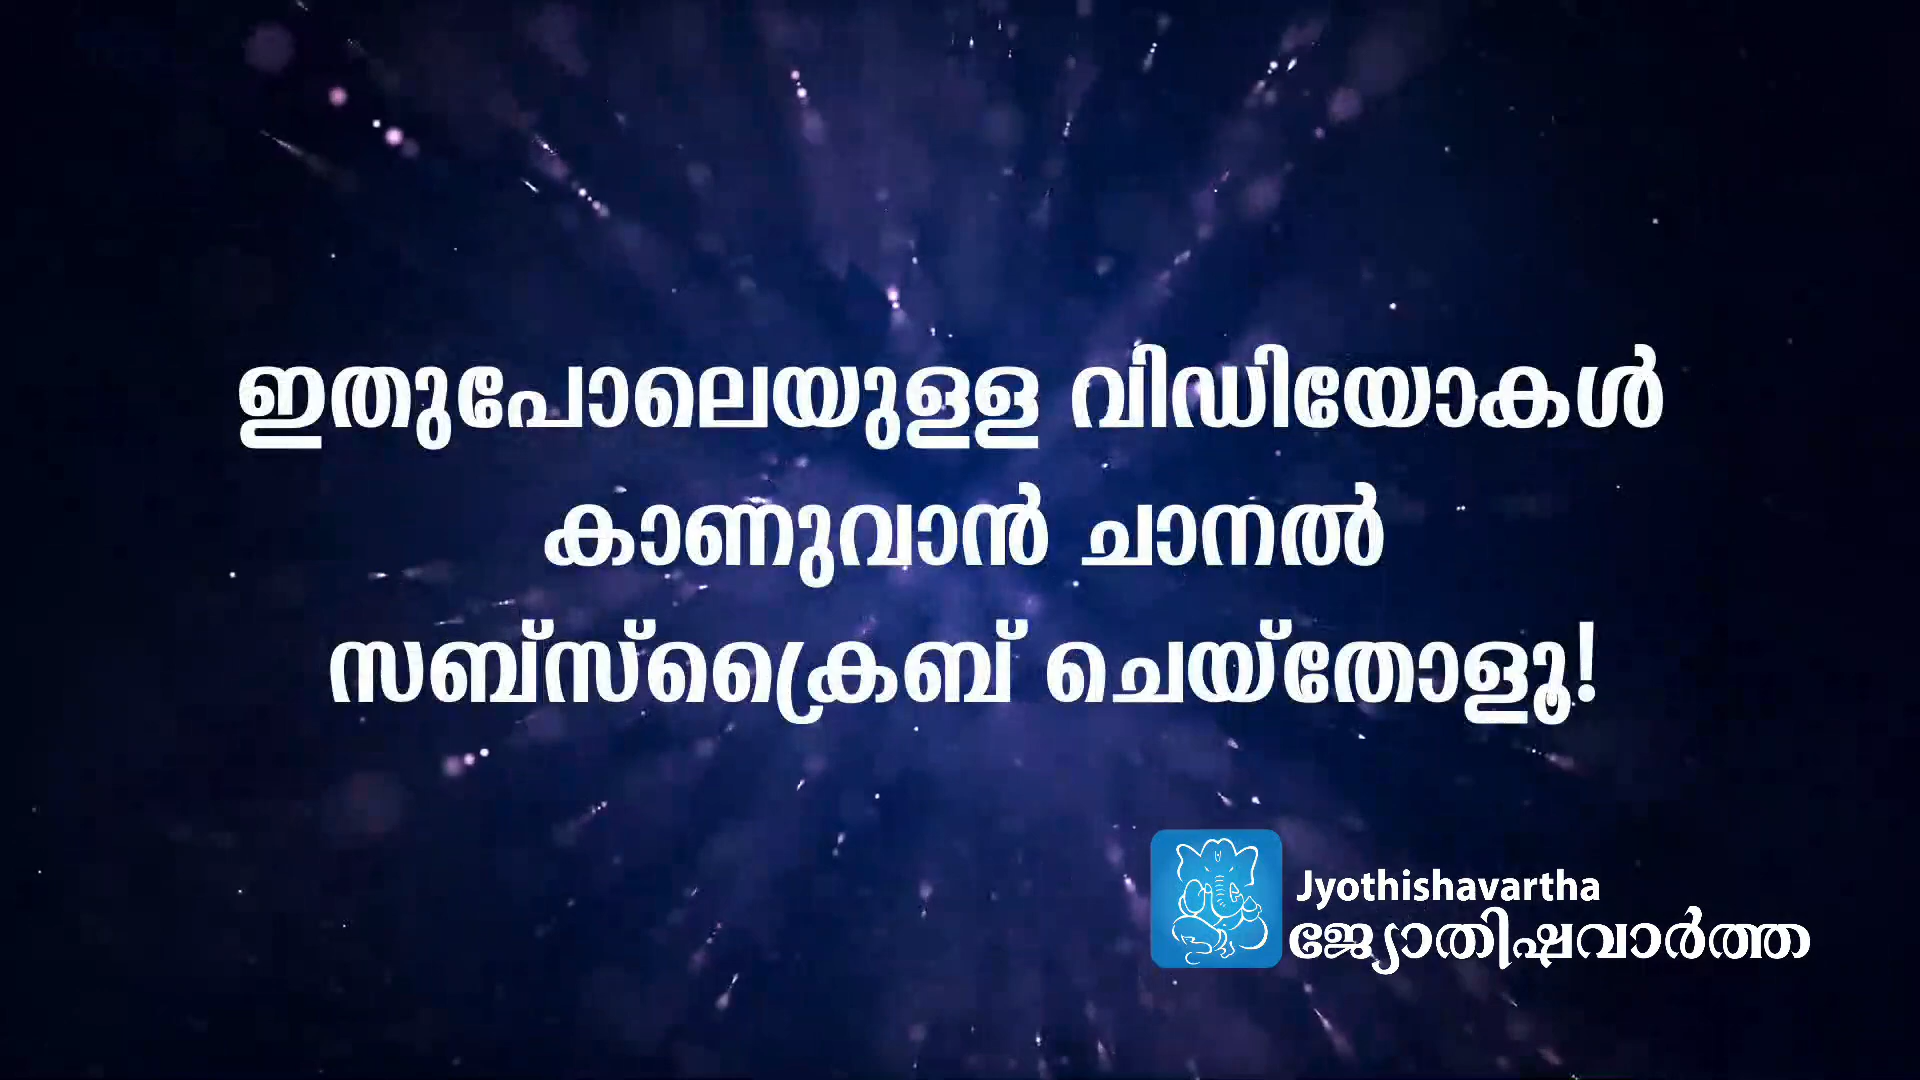 ഇതുപോലെയുള്ള വിഡിയോകൾ
കാണുവാൻ ചാനൽ
സബ്സ്ക്രൈബ് ചെയ്തോളൂ!
Jyothishavartha
ജ്യോതിഷവാർത്ത